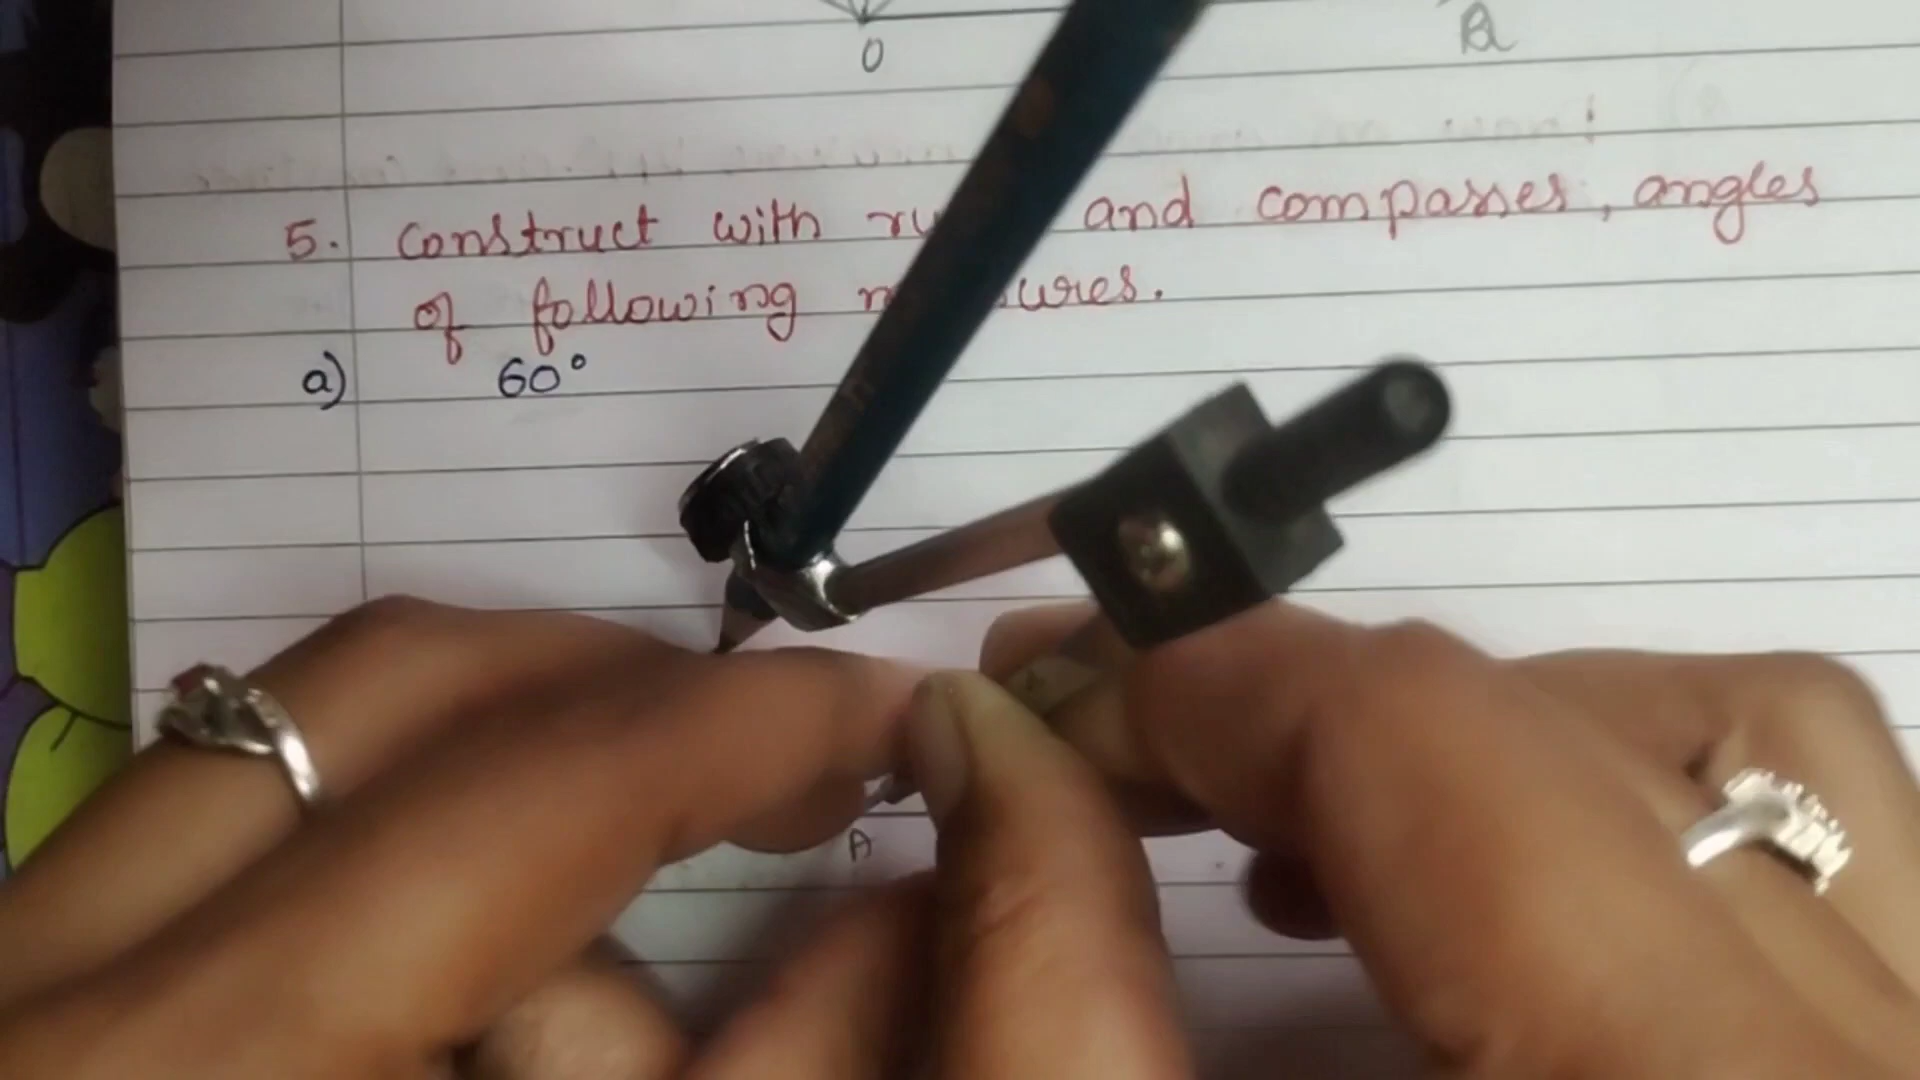 O
5. Construct with and compasses, angles
of following
a) 60°
A